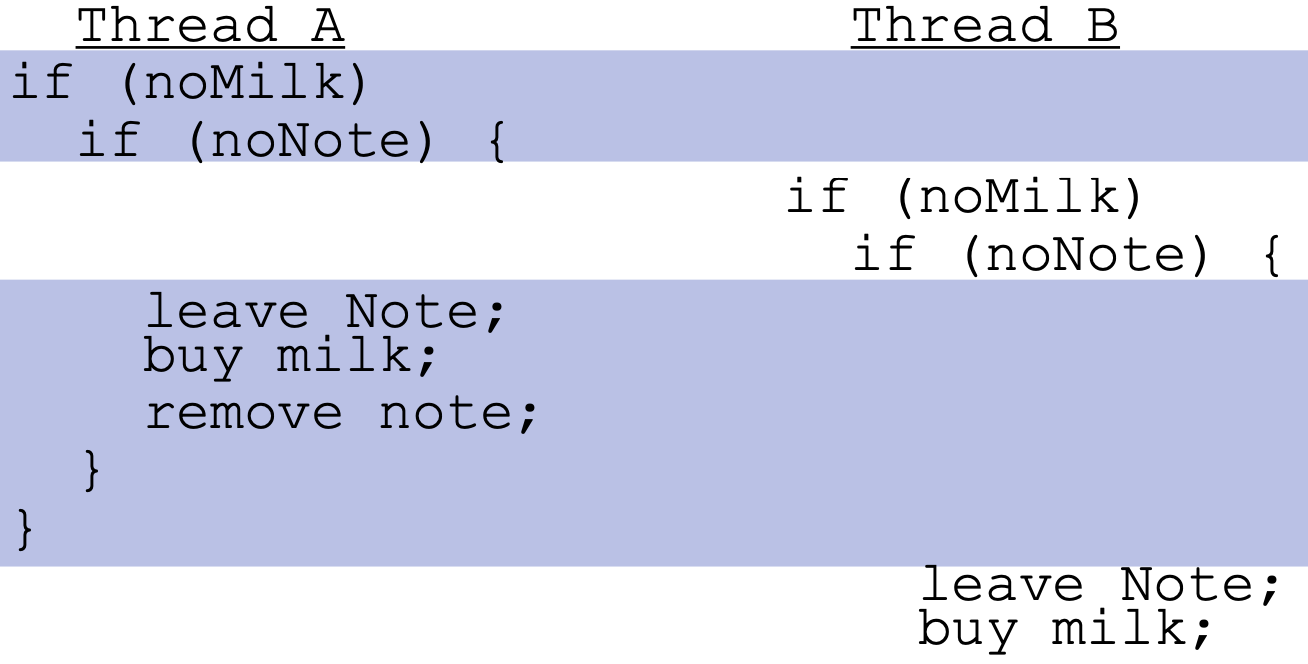 Thread A Thread B
if (noMilk)
if (noNote) {
if (noMilk)
if (noNote) {
leave Note;
buy milk;
remove note;
}
}
leave Note;
buy milk;